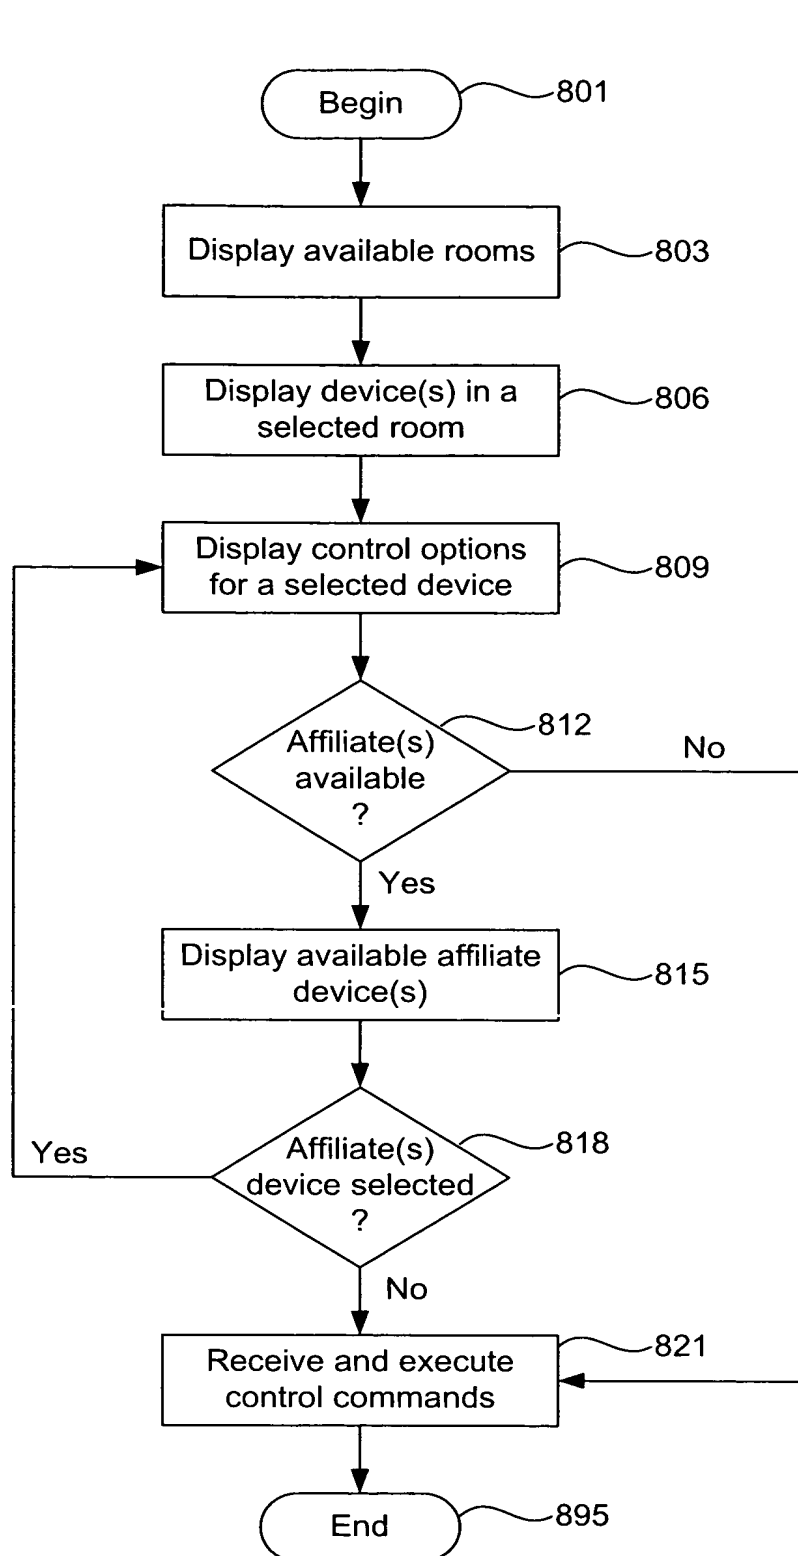 Begin
801
Display available rooms
803
Display device(s) in a
selected room
806
Display control options
for a selected device
809
Affiliate(s)
available
?
812
No
Yes
Display available affiliate
device(s)
815
Affiliate(s)
device selected
?
818
Yes
No
Receive and execute
control commands
821
End
895